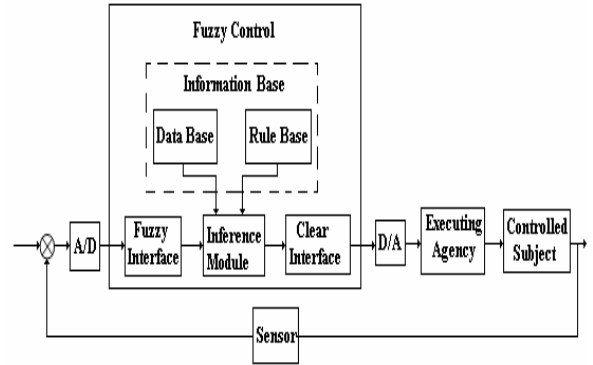 Fuzzy Control
Information Base
Data Base
Rule Base
A/D
Fuzzy
Interface
Inference
Module
Clear
Interface
D/A
Executing
Agency
Controlled
Subject
Sensor